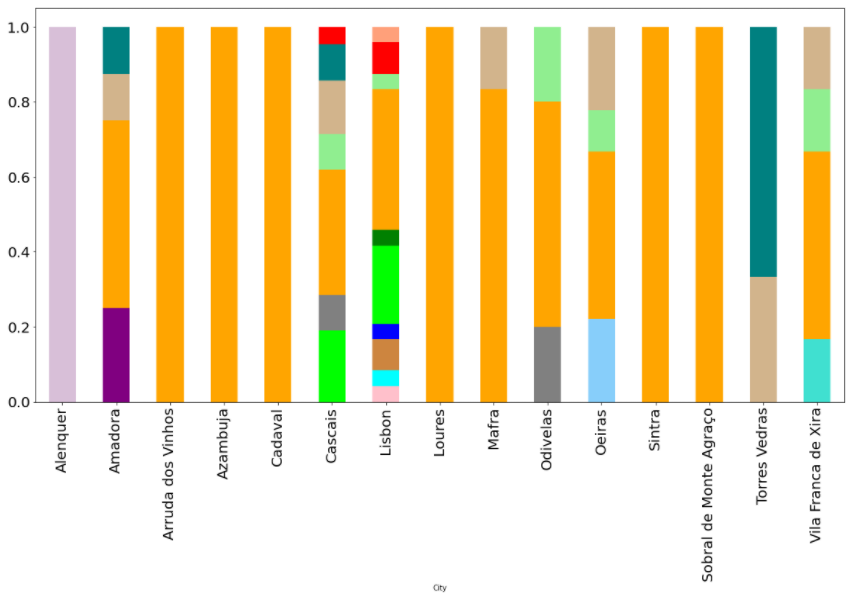 1.0
0.8
0.6
0.4
0.2
0.0
Alenquer
Amadora
Arruda dos Vinhos
Azambuja
Cadaval
Cascais
Lisbon
Loures
Mafra
Odivelas
Oeiras
Sintra
Sobral de Monte Agraço
Torres Vedras
Vila Franca de Xira
City